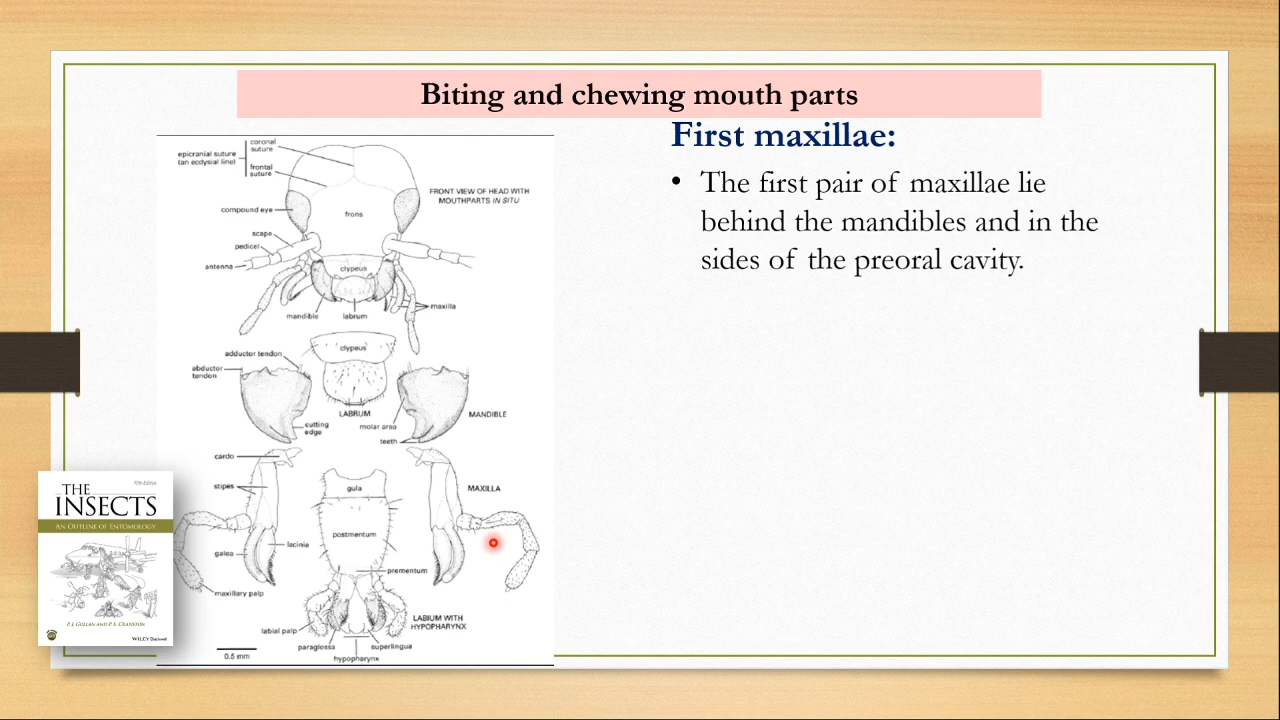 Biting and chewing mouth parts
First maxillae:
• The first pair of maxillae lie
behind the mandibles and in the
sides of the preoral cavity.
epicranial suture
(an ecdysial line)
coronal
suture
frontal
suture
FRONT VIEW OF HEAD WITH
MOUTHPARTS IN SITU
compound eye
frons
scape
pedicel
antenna
clypeus
maxilla
mandible
labrum
adductor tendon
clypeus
abductor
tendon
LABRUM
MANDIBLE
cutting
edge
molar area
teeth
cardo
stipes
gula
MAXILLA
postmentum
lacinia
galea
prementum
maxillary palp
LABIUM WITH
HYPOPHARYNX
labial palp
paraglossa
superlingua
hypopharynx
0.5 mm
Fifth Edition
THE
INSECTS
AN OUTLINE OF ENTOMOLOGY
P. J. GULLAN AND P. S. CRANSTON
WILEY Blackwell